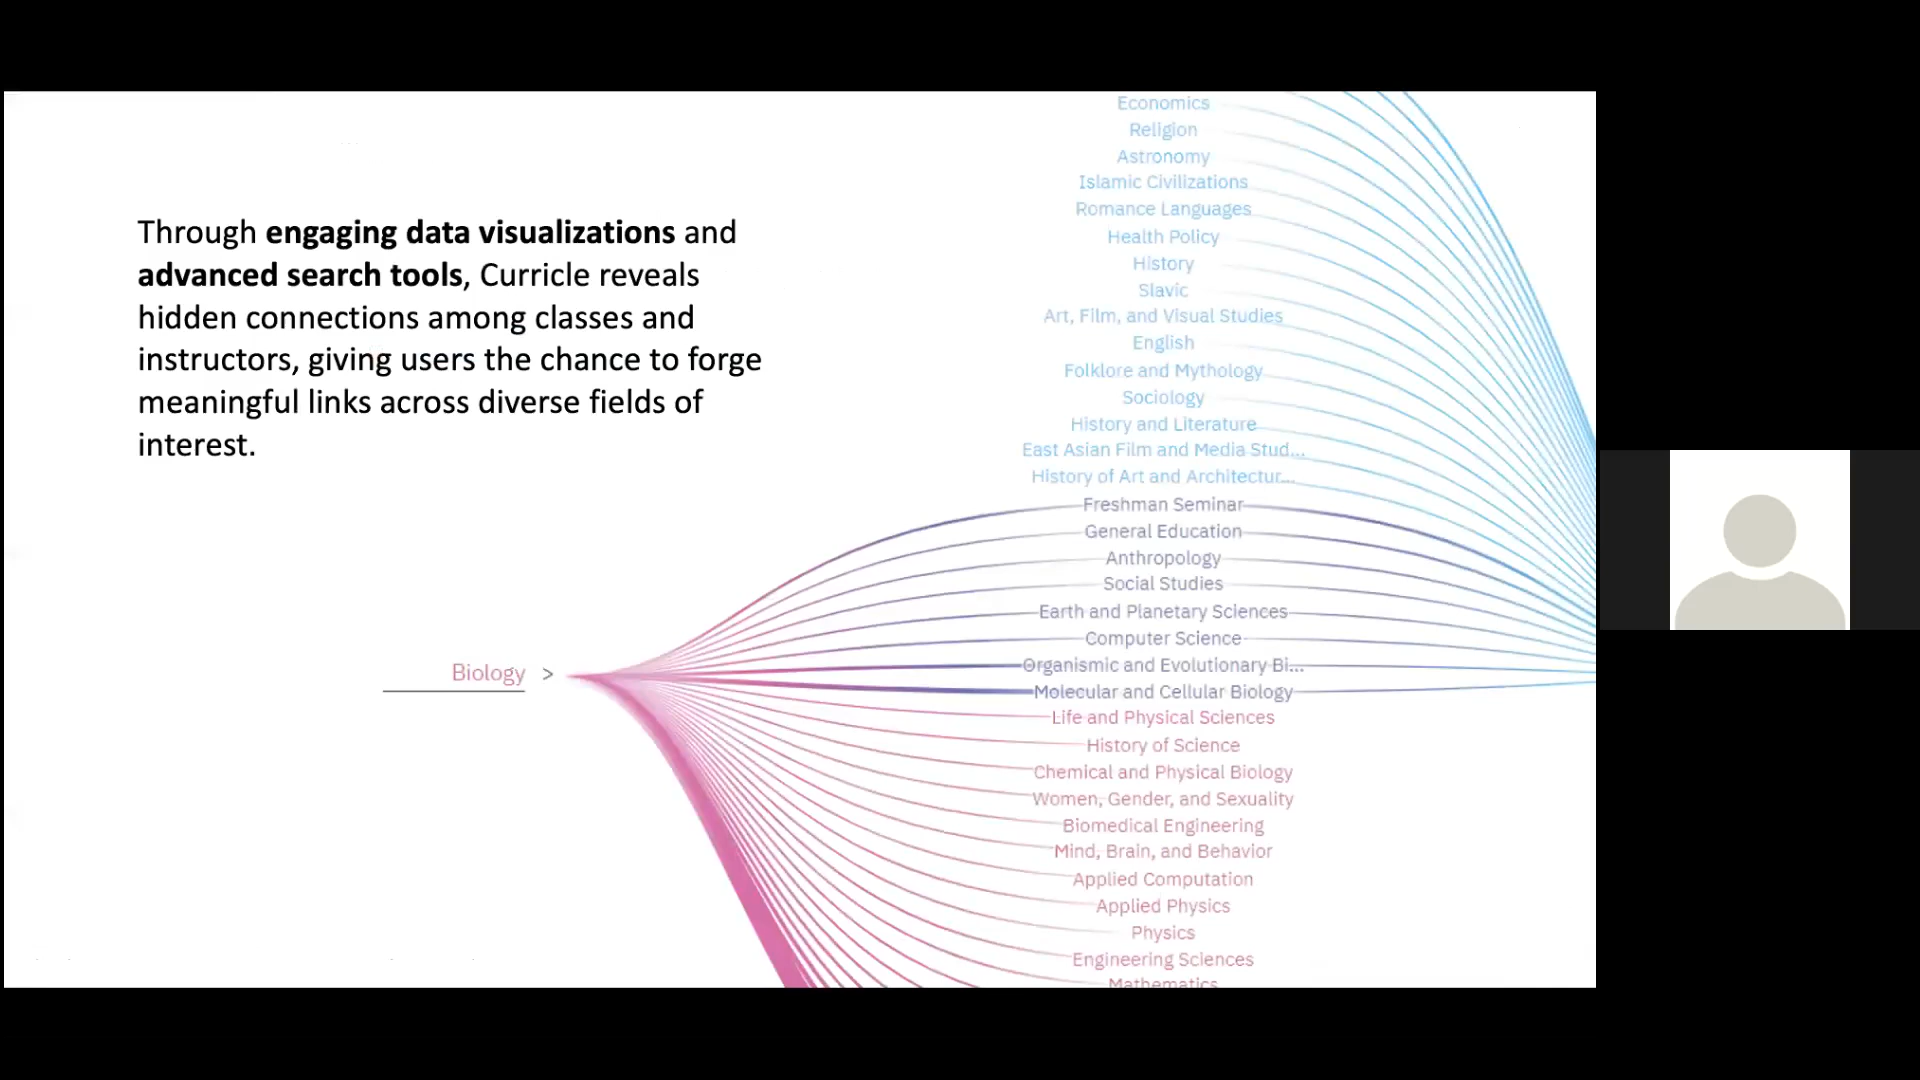 Through engaging data visualizations and
advanced search tools, Curricle reveals
hidden connections among classes and
instructors, giving users the chance to forge
meaningful links across diverse fields of
interest.
Biology >
Economics
Religion
Astronomy
Islamic Civilizations
Romance Languages
Health Policy
History
Slavic
Art, Film, and Visual Studies
English
Folklore and Mythology
Sociology
History and Literature
East Asian Film and Media Stud...
History of Art and Architectur...
Freshman Seminar
General Education
Anthropology
Social Studies
Earth and Planetary Sciences
Computer Science
Organismic and Evolutionary Bi...
Molecular and Cellular Biology
Life and Physical Sciences
History of Science
Chemical and Physical Biology
Women, Gender, and Sexuality
Biomedical Engineering
Mind, Brain, and Behavior
Applied Computation
Applied Physics
Physics
Engineering Sciences
Mathematics